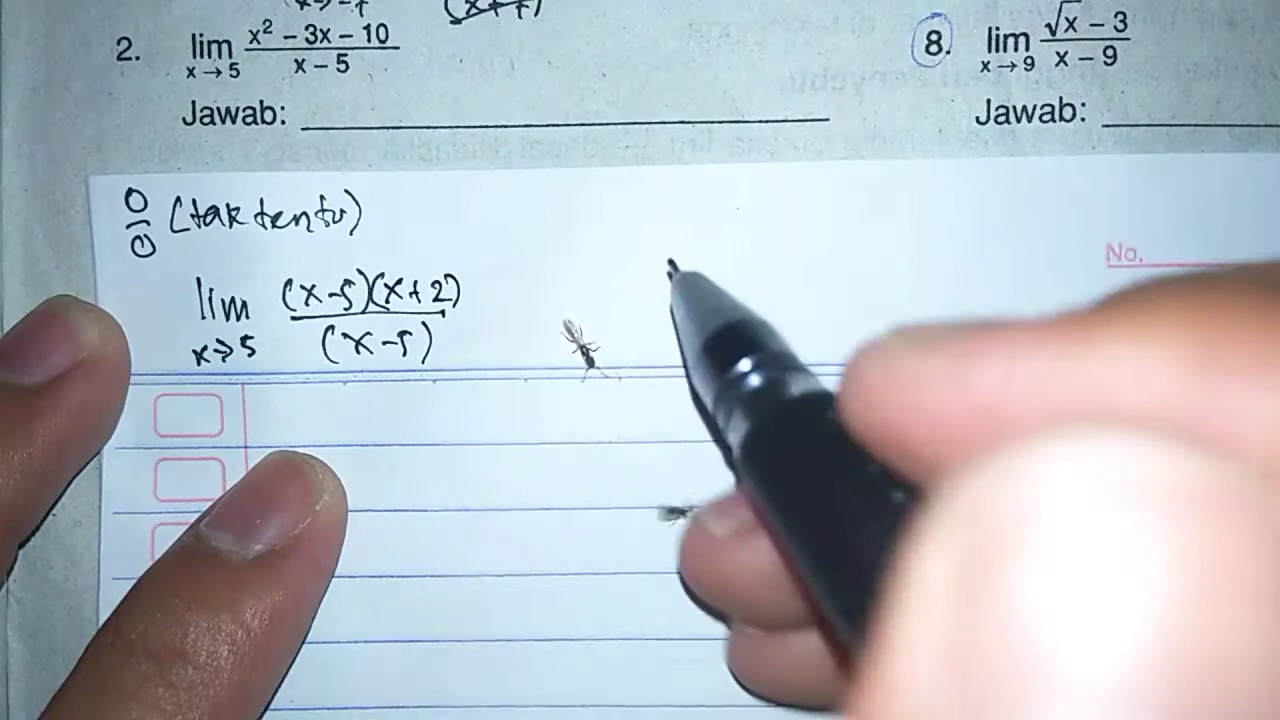 2. lim x→5 x² − 3x − 10 / x − 5
Jawab:
8. lim x→9 √x − 3 / x − 9
Jawab:
0/0 (tak tentu)
lim x→5 (x-5)(x+2) / (x-5)
No.